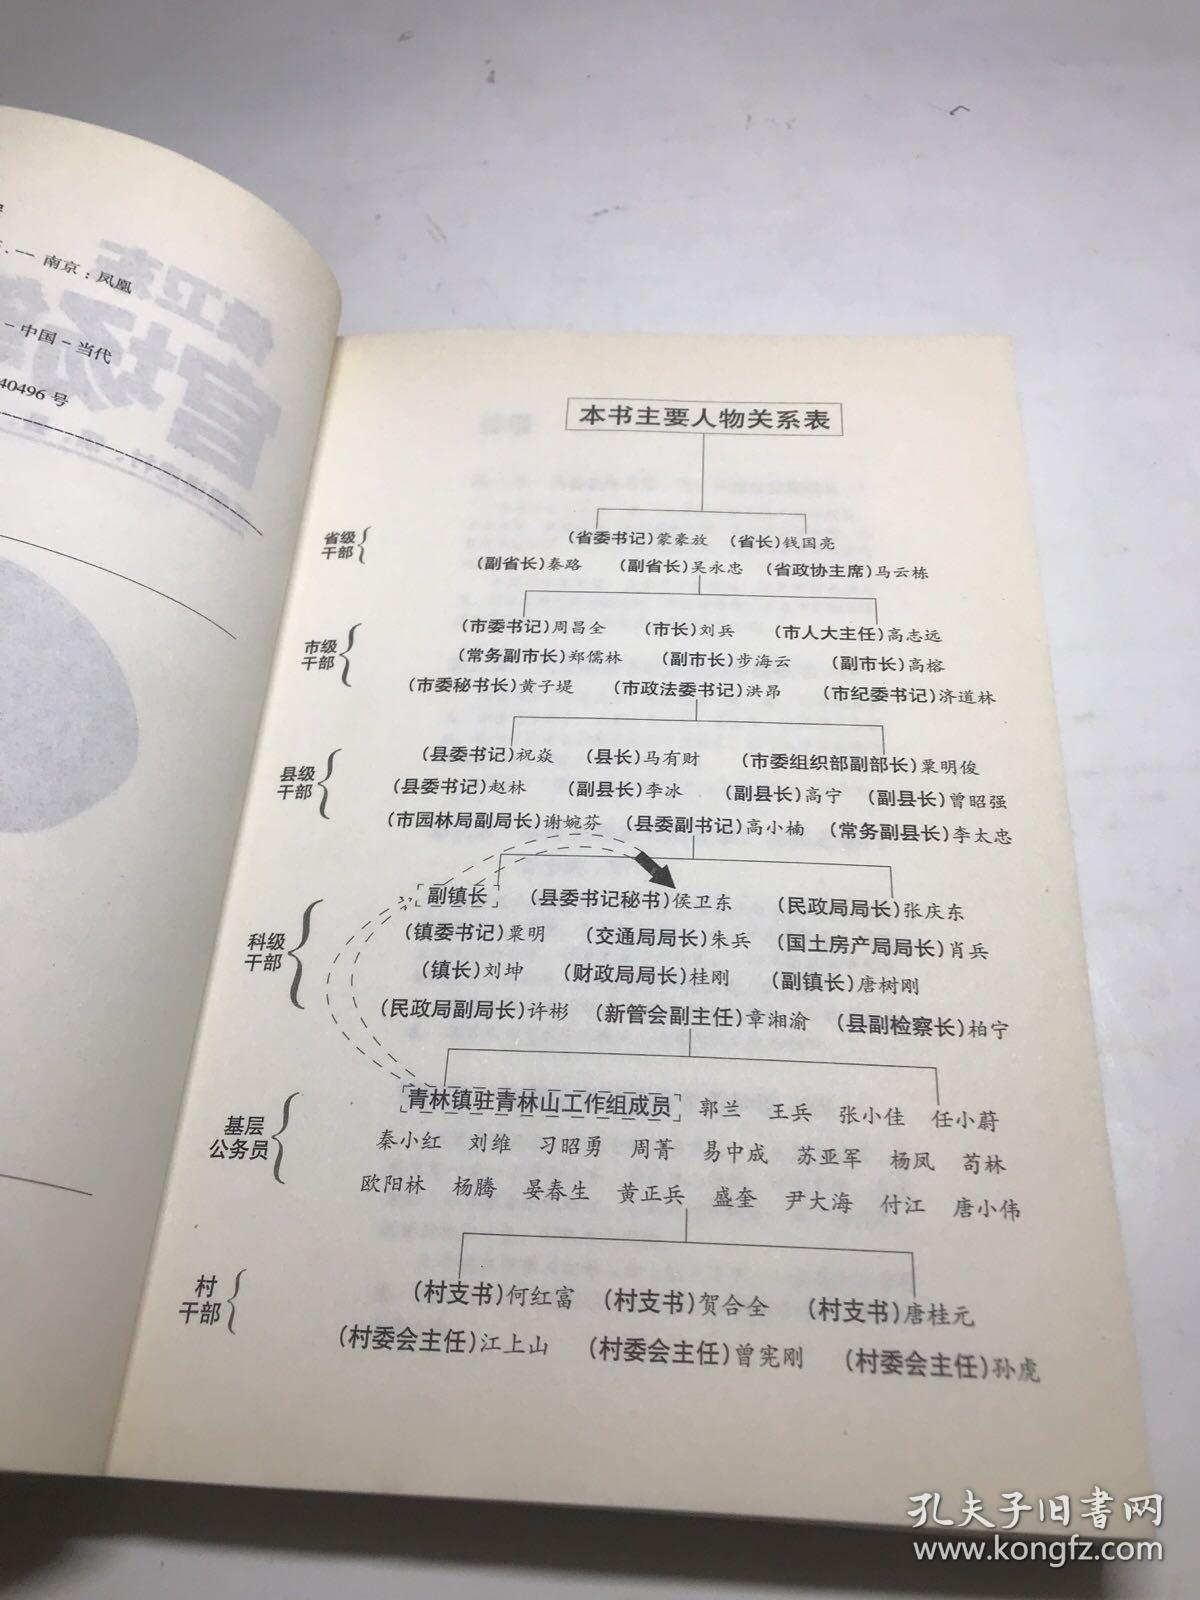 南京：凤凰
－中国－当代
40496 号
本书主要人物关系表
省级干部
(省委书记)蒙豪放 (省长)钱国亮
(副省长)秦路 (副省长)吴永忠 (省政协主席)马云栋
市级干部
(市委书记)周昌全 (市长)刘兵 (市人大主任)高志远
(常务副市长)郑儒林 (副市长)步海云 (副市长)高榕
(市委秘书长)黄子堤 (市政法委书记)洪昂 (市纪委书记)济道林
县级干部
(县委书记)祝焱 (县长)马有财 (市委组织部副部长)粟明俊
(县委书记)赵林 (副县长)李冰 (副县长)高宁 (副县长)曾昭强
(市园林局副局长)谢婉芬 (县委副书记)高小楠 (常务副县长)李太忠
科级干部
副镇长 (县委书记秘书)侯卫东 (民政局局长)张庆东
(镇委书记)粟明 (交通局局长)朱兵 (国土房产局局长)肖兵
(镇长)刘坤 (财政局局长)桂刚 (副镇长)唐树刚
(民政局副局长)许彬 (新管会副主任)章湘渝 (县副检察长)柏宁
基层公务员
青林镇驻青林山工作组成员 郭兰 王兵 张小佳 任小蔚
秦小红 刘维 习昭勇 周菁 易中成 苏亚军 杨凤 苟林
欧阳林 杨腾 晏春生 黄正兵 盛奎 尹大海 付江 唐小伟
村干部
(村支书)何红富 (村支书)贺合全 (村支书)唐桂元
(村委会主任)江上山 (村委会主任)曾宪刚 (村委会主任)孙虎
孔夫子旧书网
www.kongfz.com